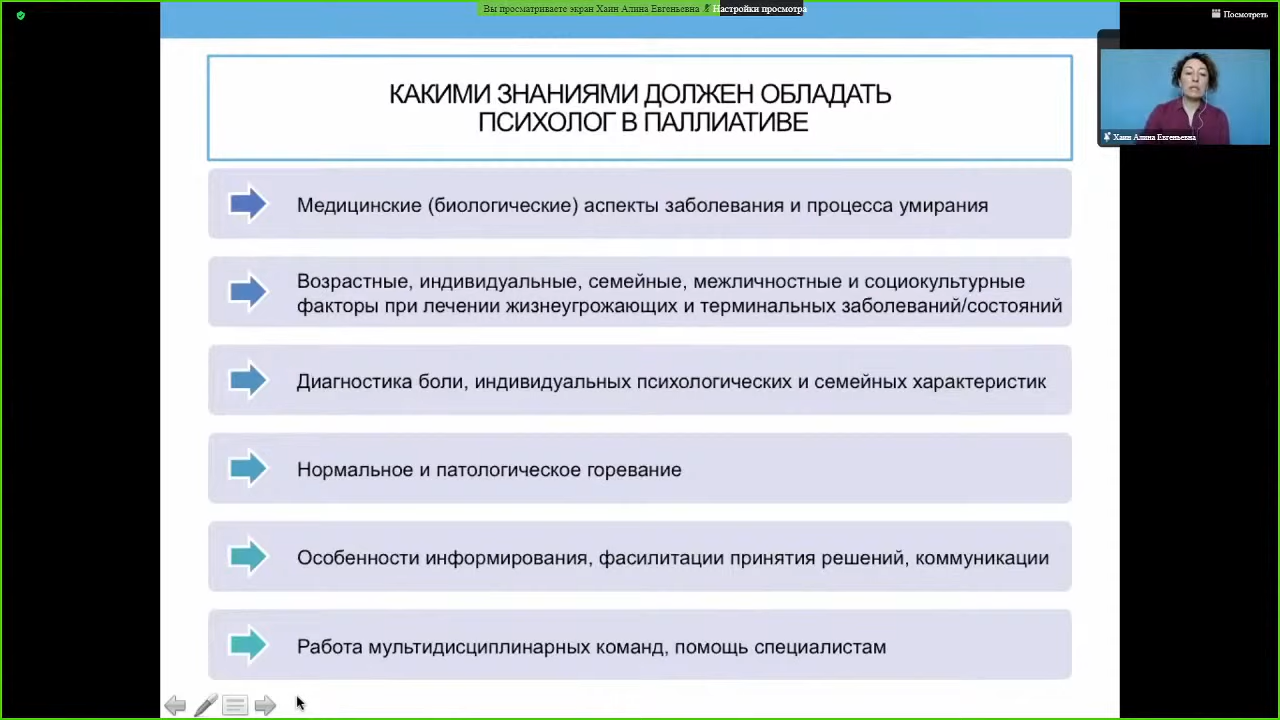 Вы просматриваете экран Хаин Алина Евгеньевна
Настройки просмотра
Посмотреть
Хаин Алина Евгеньевна
КАКИМИ ЗНАНИЯМИ ДОЛЖЕН ОБЛАДАТЬ
ПСИХОЛОГ В ПАЛЛИАТИВЕ
Медицинские (биологические) аспекты заболевания и процесса умирания
Возрастные, индивидуальные, семейные, межличностные и социокультурные
факторы при лечении жизнеугрожающих и терминальных заболеваний/состояний
Диагностика боли, индивидуальных психологических и семейных характеристик
Нормальное и патологическое горевание
Особенности информирования, фасилитации принятия решений, коммуникации
Работа мультидисциплинарных команд, помощь специалистам